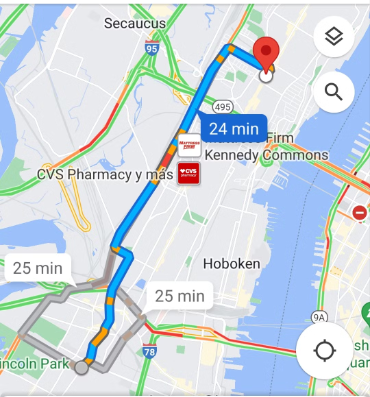 Secaucus
95
495
24 min
Firm
Kennedy Commons
CVS Pharmacy y más
CVS
25 min
Hoboken
25 min
9A
incoln Park
78